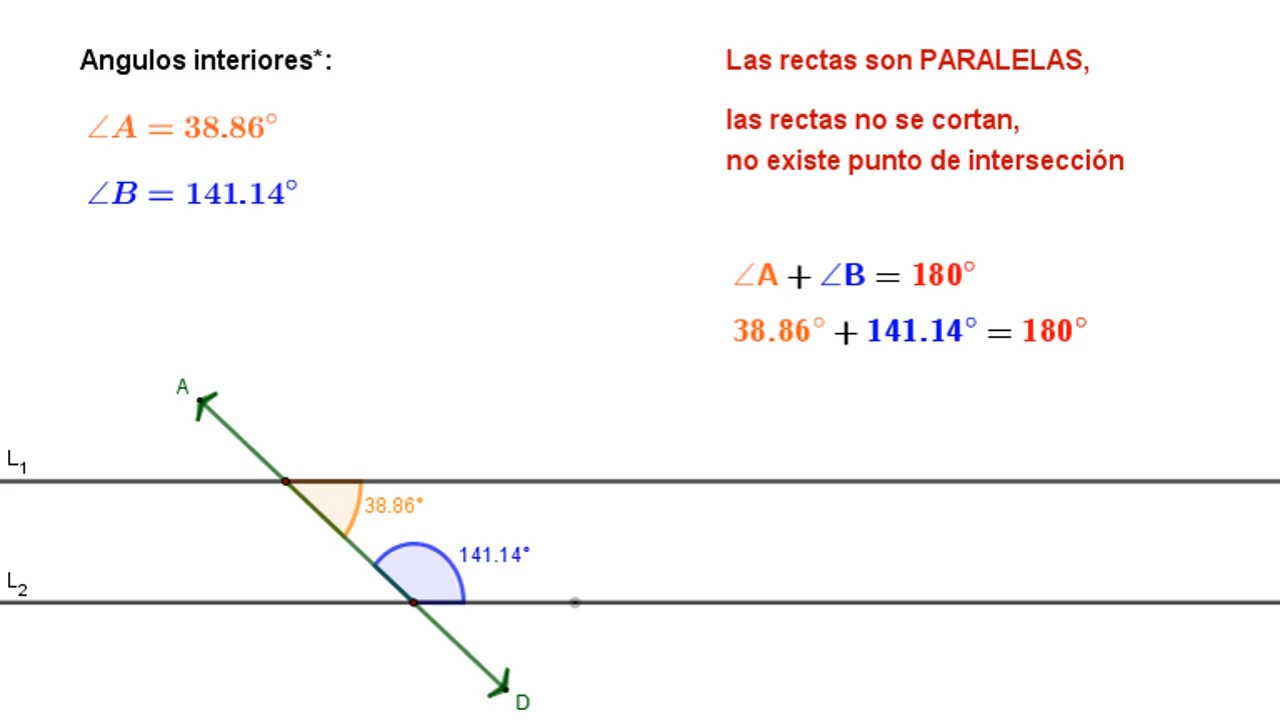 Angulos interiores*:
∠A = 38.86°
∠B = 141.14°
Las rectas son PARALELAS,
las rectas no se cortan,
no existe punto de intersección
∠A + ∠B = 180°
38.86° + 141.14° = 180°
A
L₁
38.86°
141.14°
L₂
D